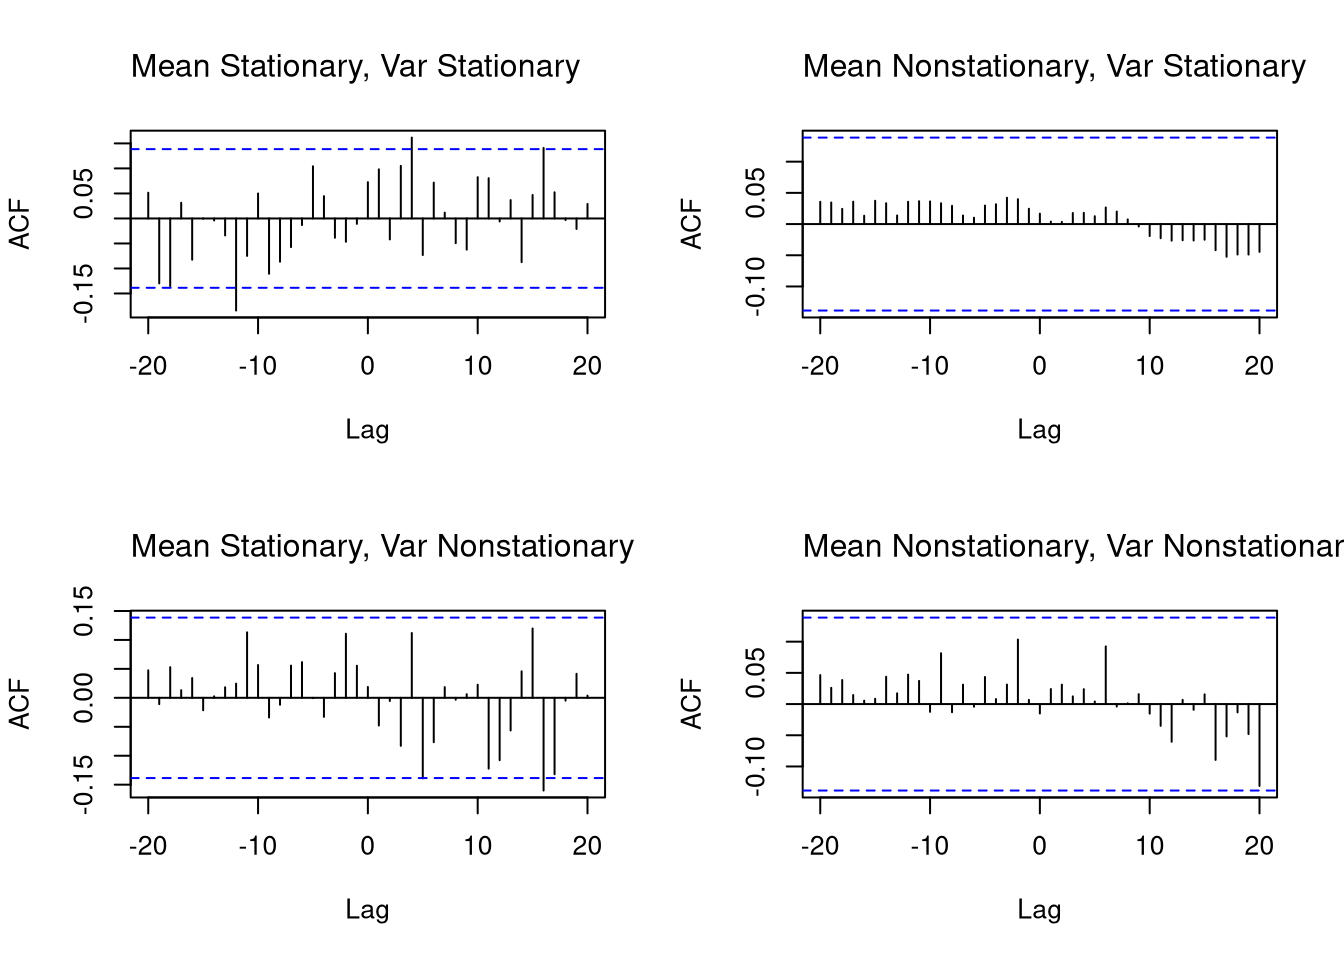 Mean Stationary, Var Stationary
ACF
0.05
-0.15
-20 -10 0 10 20
Lag
Mean Nonstationary, Var Stationary
ACF
0.05
-0.10
-20 -10 0 10 20
Lag
Mean Stationary, Var Nonstationary
ACF
0.15
0.00
-0.15
-20 -10 0 10 20
Lag
Mean Nonstationary, Var Nonstationar
ACF
0.05
-0.10
-20 -10 0 10 20
Lag